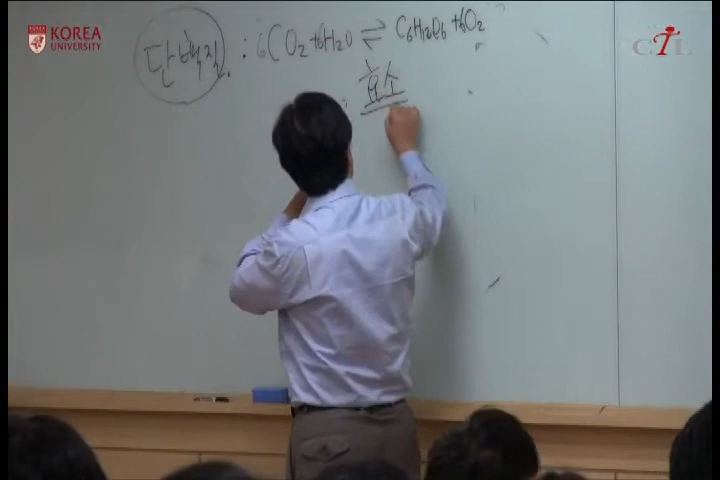 KOREA
UNIVERSITY
CTL
단백질 : 6CO₂+6H₂O ⇌ C₆H₁₂O₆+6O₂
효소